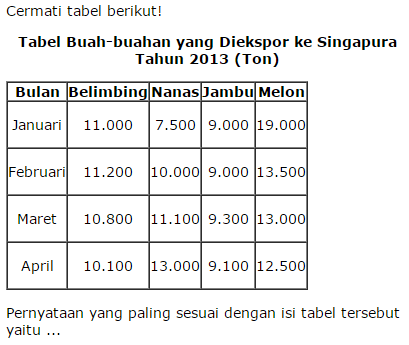 Cermati tabel berikut!
Tabel Buah-buahan yang Diekspor ke Singapura
Tahun 2013 (Ton)
Bulan Belimbing Nanas Jambu Melon
Januari 11.000 7.500 9.000 19.000
Februari 11.200 10.000 9.000 13.500
Maret 10.800 11.100 9.300 13.000
April 10.100 13.000 9.100 12.500
Pernyataan yang paling sesuai dengan isi tabel tersebut
yaitu ...